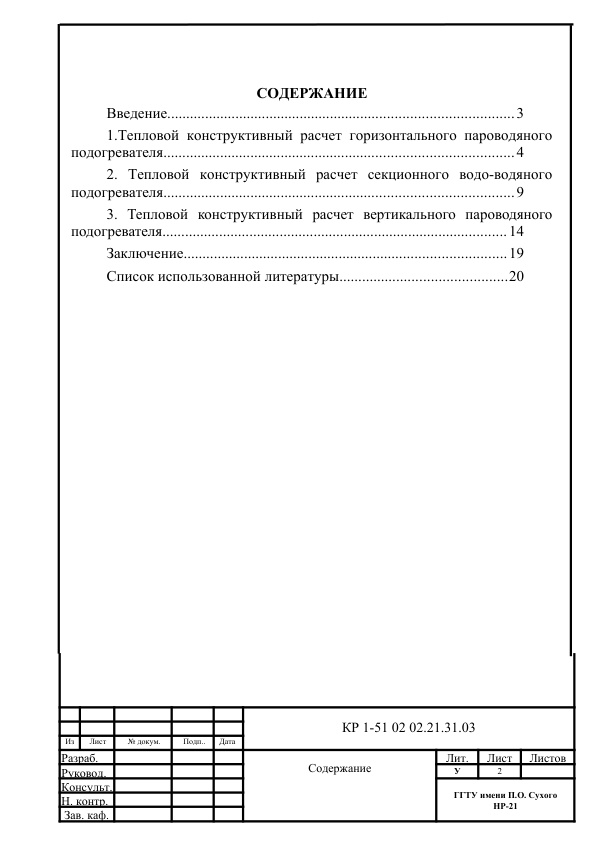 СОДЕРЖАНИЕ
Введение...........................................................................................3
1.Тепловой конструктивный расчет горизонтального пароводяного
подогревателя............................................................................................4
2. Тепловой конструктивный расчет секционного водо-водяного
подогревателя............................................................................................9
3. Тепловой конструктивный расчет вертикального пароводяного
подогревателя..........................................................................................14
Заключение.....................................................................................19
Список использованной литературы............................................20
КР 1-51 02 02.21.31.03
Из Лист № докум. Подп.. Дата
Разраб. Содержание Лит. Лист Листов
Руковод. У 2
Консульт.
Н. контр. ГГТУ имени П.О. Сухого
Зав. каф. НР-21